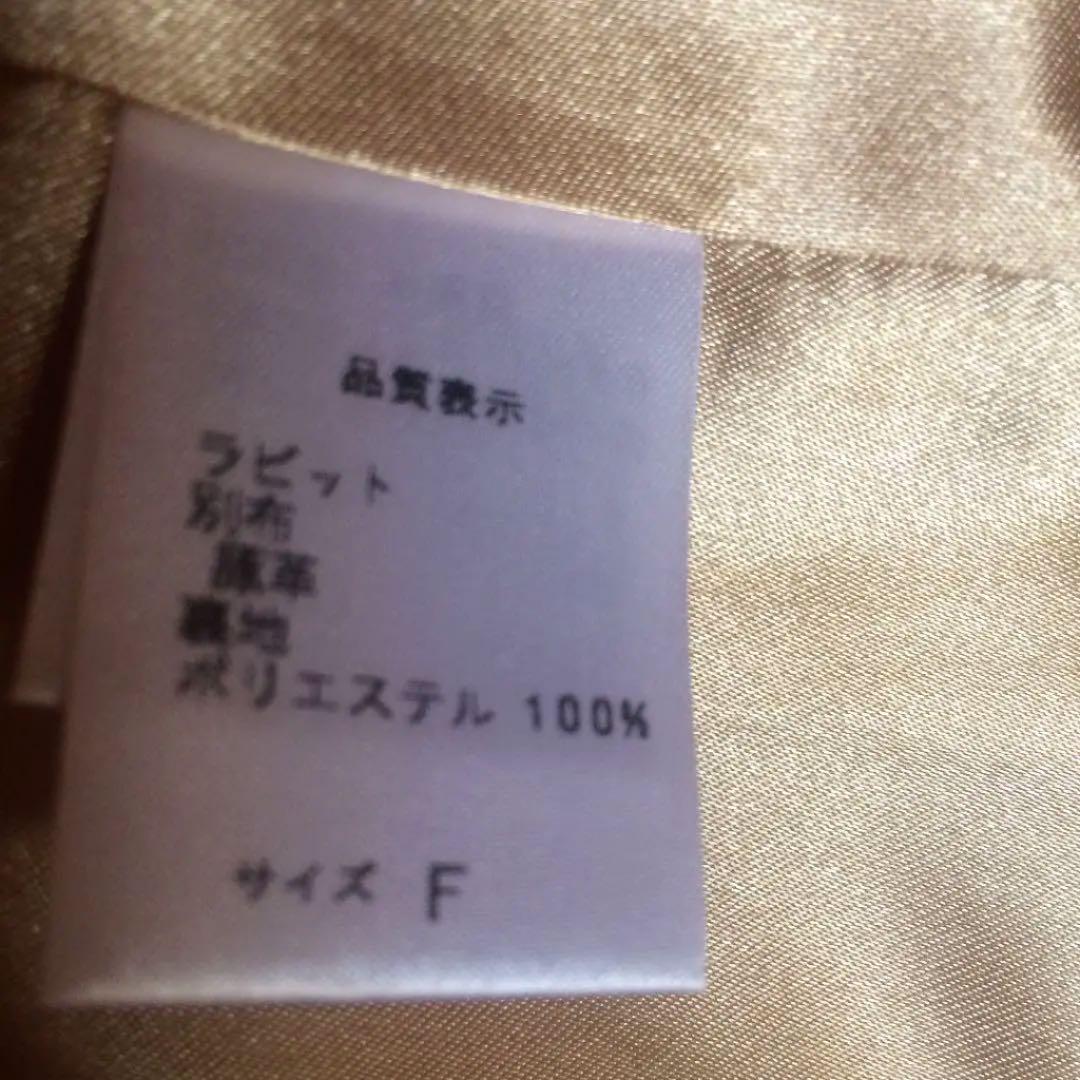 品質表示
ラビット
別布
豚革
裏地
ポリエステル 100%
サイズ F